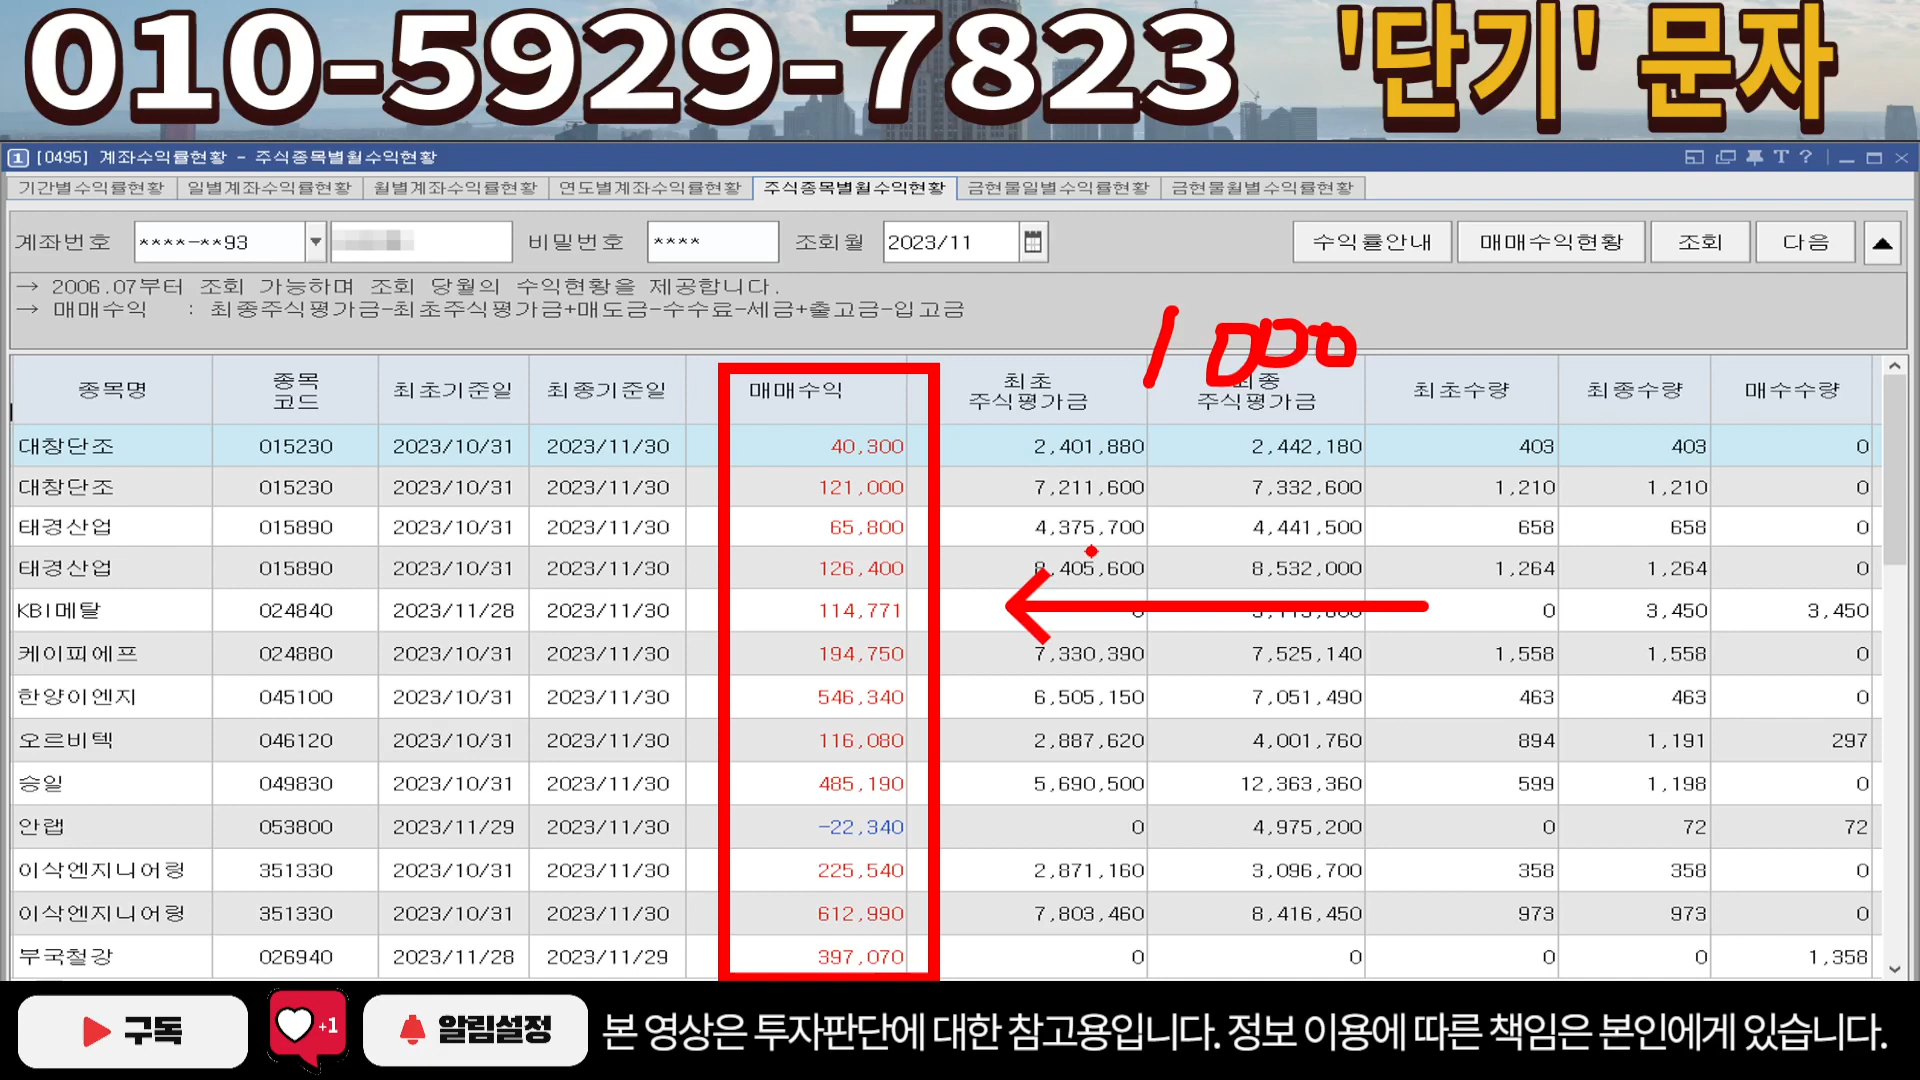 010-5929-7823 '단기' 문자
1 [0495] 계좌수익률현황 - 주식종목별월수익현황
기간별수익률현황 일별계좌수익률현황 월별계좌수익률현황 연도별계좌수익률현황 주식종목별월수익현황 금현물일별수익률현황 금현물월별수익률현황
계좌번호 ****-**93 비밀번호 **** 조회월 2023/11 수익률안내 매매수익현황 조회 다음
→ 2006.07부터 조회 가능하며 조회 당월의 수익현황을 제공합니다.
→ 매매수익 : 최종주식평가금-최초주식평가금+매도금-수수료-세금+출고금-입고금
1000
종목명 종목코드 최초기준일 최종기준일 매매수익 최초주식평가금 최종주식평가금 최초수량 최종수량 매수수량
대창단조 015230 2023/10/31 2023/11/30 40,300 2,401,880 2,442,180 403 403 0
대창단조 015230 2023/10/31 2023/11/30 121,000 7,211,600 7,332,600 1,210 1,210 0
태경산업 015890 2023/10/31 2023/11/30 65,800 4,375,700 4,441,500 658 658 0
태경산업 015890 2023/10/31 2023/11/30 126,400 8,405,600 8,532,000 1,264 1,264 0
KBI메탈 024840 2023/11/28 2023/11/30 114,771 0 0 3,450 3,450
케이피에프 024880 2023/10/31 2023/11/30 194,750 7,330,390 7,525,140 1,558 1,558 0
한양이엔지 045100 2023/10/31 2023/11/30 546,340 6,505,150 7,051,490 463 463 0
오르비텍 046120 2023/10/31 2023/11/30 116,080 2,887,620 4,001,760 894 1,191 297
승일 049830 2023/10/31 2023/11/30 485,190 5,690,500 12,363,360 599 1,198 0
안랩 053800 2023/11/29 2023/11/30 -22,340 0 4,975,200 0 72 72
이삭엔지니어링 351330 2023/10/31 2023/11/30 225,540 2,871,160 3,096,700 358 358 0
이삭엔지니어링 351330 2023/10/31 2023/11/30 612,990 7,803,460 8,416,450 973 973 0
부국철강 026940 2023/11/28 2023/11/29 397,070 0 0 0 0 1,358
구독 +1 알림설정 본 영상은 투자판단에 대한 참고용입니다. 정보 이용에 따른 책임은 본인에게 있습니다.